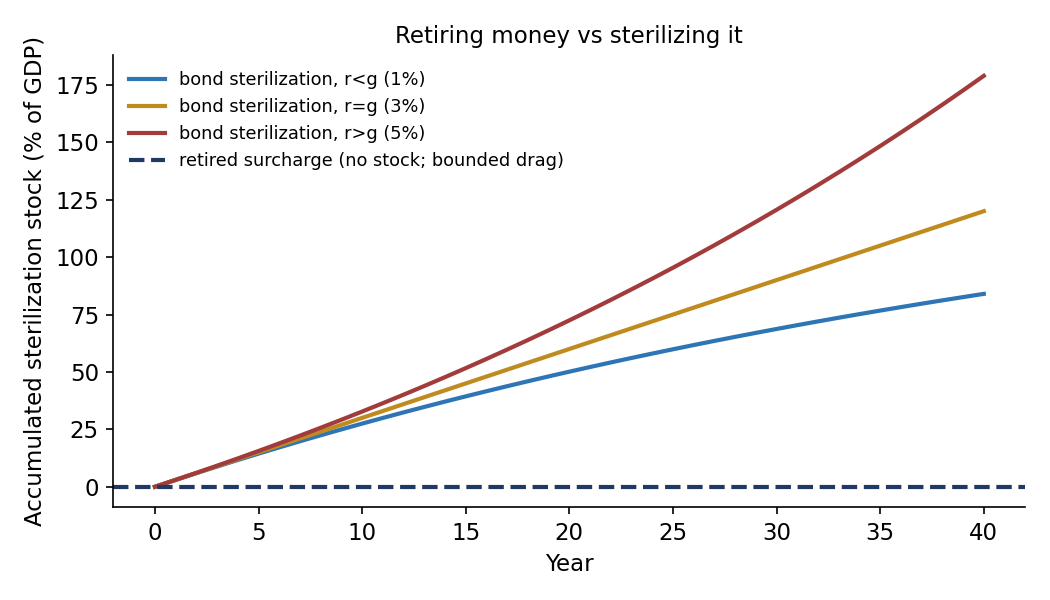 Retiring money vs sterilizing it
Accumulated sterilization stock (% of GDP)
175
150
125
100
75
50
25
0
bond sterilization, r<g (1%)
bond sterilization, r=g (3%)
bond sterilization, r>g (5%)
retired surcharge (no stock; bounded drag)
0 5 10 15 20 25 30 35 40
Year